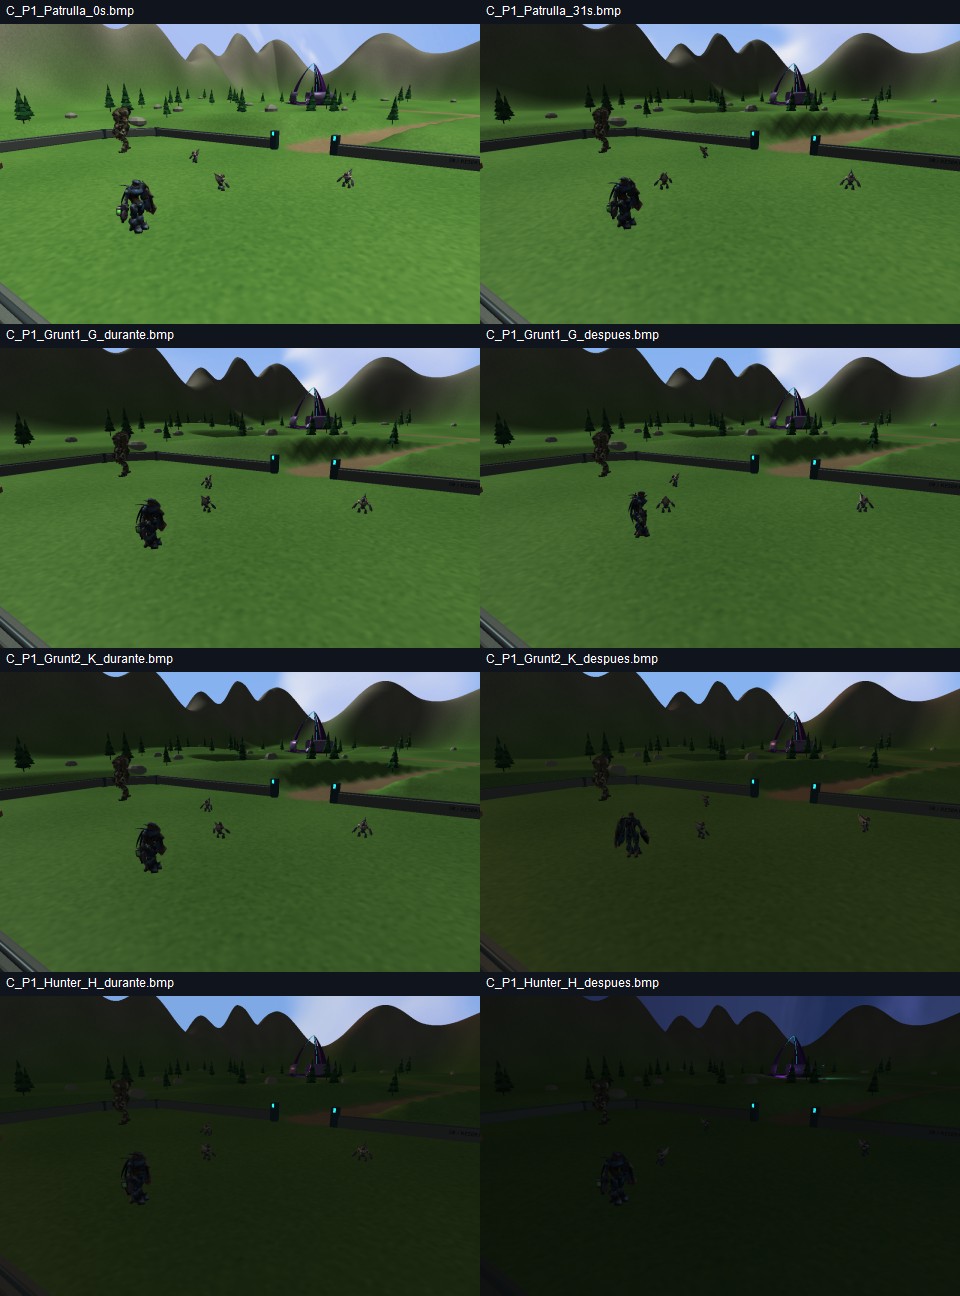 C_P1_Patrulla_0s.bmp
C_P1_Patrulla_31s.bmp
C_P1_Grunt1_G_durante.bmp
C_P1_Grunt1_G_despues.bmp
C_P1_Grunt2_K_durante.bmp
C_P1_Grunt2_K_despues.bmp
C_P1_Hunter_H_durante.bmp
C_P1_Hunter_H_despues.bmp